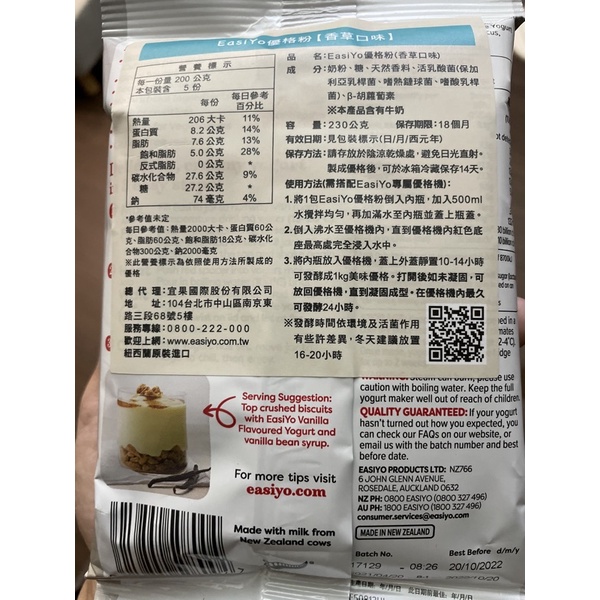 EasiYo優格粉【香草口味】
營養標示
每一份量 200 公克
本包裝含 5 份
每份 每日參考百分比
熱量 206 大卡 11%
蛋白質 8.2 公克 14%
脂肪 7.6 公克 13%
飽和脂肪 5.0 公克 28%
反式脂肪 0 公克 *
碳水化合物 27.6 公克 9%
糖 27.2 公克 *
鈉 74 毫克 4%
*參考值未定
每日參考值：熱量2000大卡、蛋白質60公
克、脂肪60公克、飽和脂肪18公克、碳水化
合物300公克、鈉2000毫克
※此營養標示為依照使用方法所製成的
優格
總代理：宜果國際股份有限公司
地址：104台北市中山區南京東
路三段68號5樓
服務專線：0800-222-000
歡迎上網：www.easiyo.com.tw
紐西蘭原裝進口
品名：EasiYo優格粉(香草口味)
成分：奶粉、糖、天然香料、活乳酸菌(保加
利亞乳桿菌、嗜熱鏈球菌、嗜酸乳桿
菌)、β-胡蘿蔔素
※本產品含有牛奶
容量：230公克 保存期限：18個月
有效日期：見包裝標示(日/月/西元年)
保存方法：請存放於陰涼乾燥處，避免日光直射。
製成優格後，可於冰箱冷藏保存14天。
使用方法(需搭配EasiYo專屬優格機)：
1.將1包EasiYo優格粉倒入內瓶，加入500ml
水攪拌均勻，再加滿水至內瓶並蓋上瓶蓋。
2.倒入沸水至優格機內，直到優格機內紅色底
座最高處完全浸入水中。
3.將內瓶放入優格機，蓋上外蓋靜置10-14小時
可發酵成1kg美味優格。打開後如未凝固，可
放回優格機，直到凝固成型。在優格機內最久
可發酵24小時。
※發酵時間依環境及活菌作用
有些許差異，冬天建議放置
16-20小時
Serving Suggestion:
Top crushed biscuits
with EasiYo Vanilla
Flavoured Yogurt and
vanilla bean syrup.
For more tips visit
easiyo.com
Made with milk from
New Zealand cows
caution with boiling water. Keep the full
yogurt maker well out of reach of children.
QUALITY GUARANTEED: If your yogurt
hasn't turned out how you expected, you
can check our FAQs on our website, or
email us with the batch number and best
before date.
EASIYO PRODUCTS LTD: NZ766
6 JOHN GLENN AVENUE,
ROSEDALE, AUCKLAND 0632
NZ PH: 0800 EASIYO (0800 327 496)
AU PH: 1800 EASIYO (1800 327 496)
consumer.services@easiyo.com
MADE IN NEW ZEALAND
Batch No. Best Before d/m/y
17129 - 08:26 20/10/2022